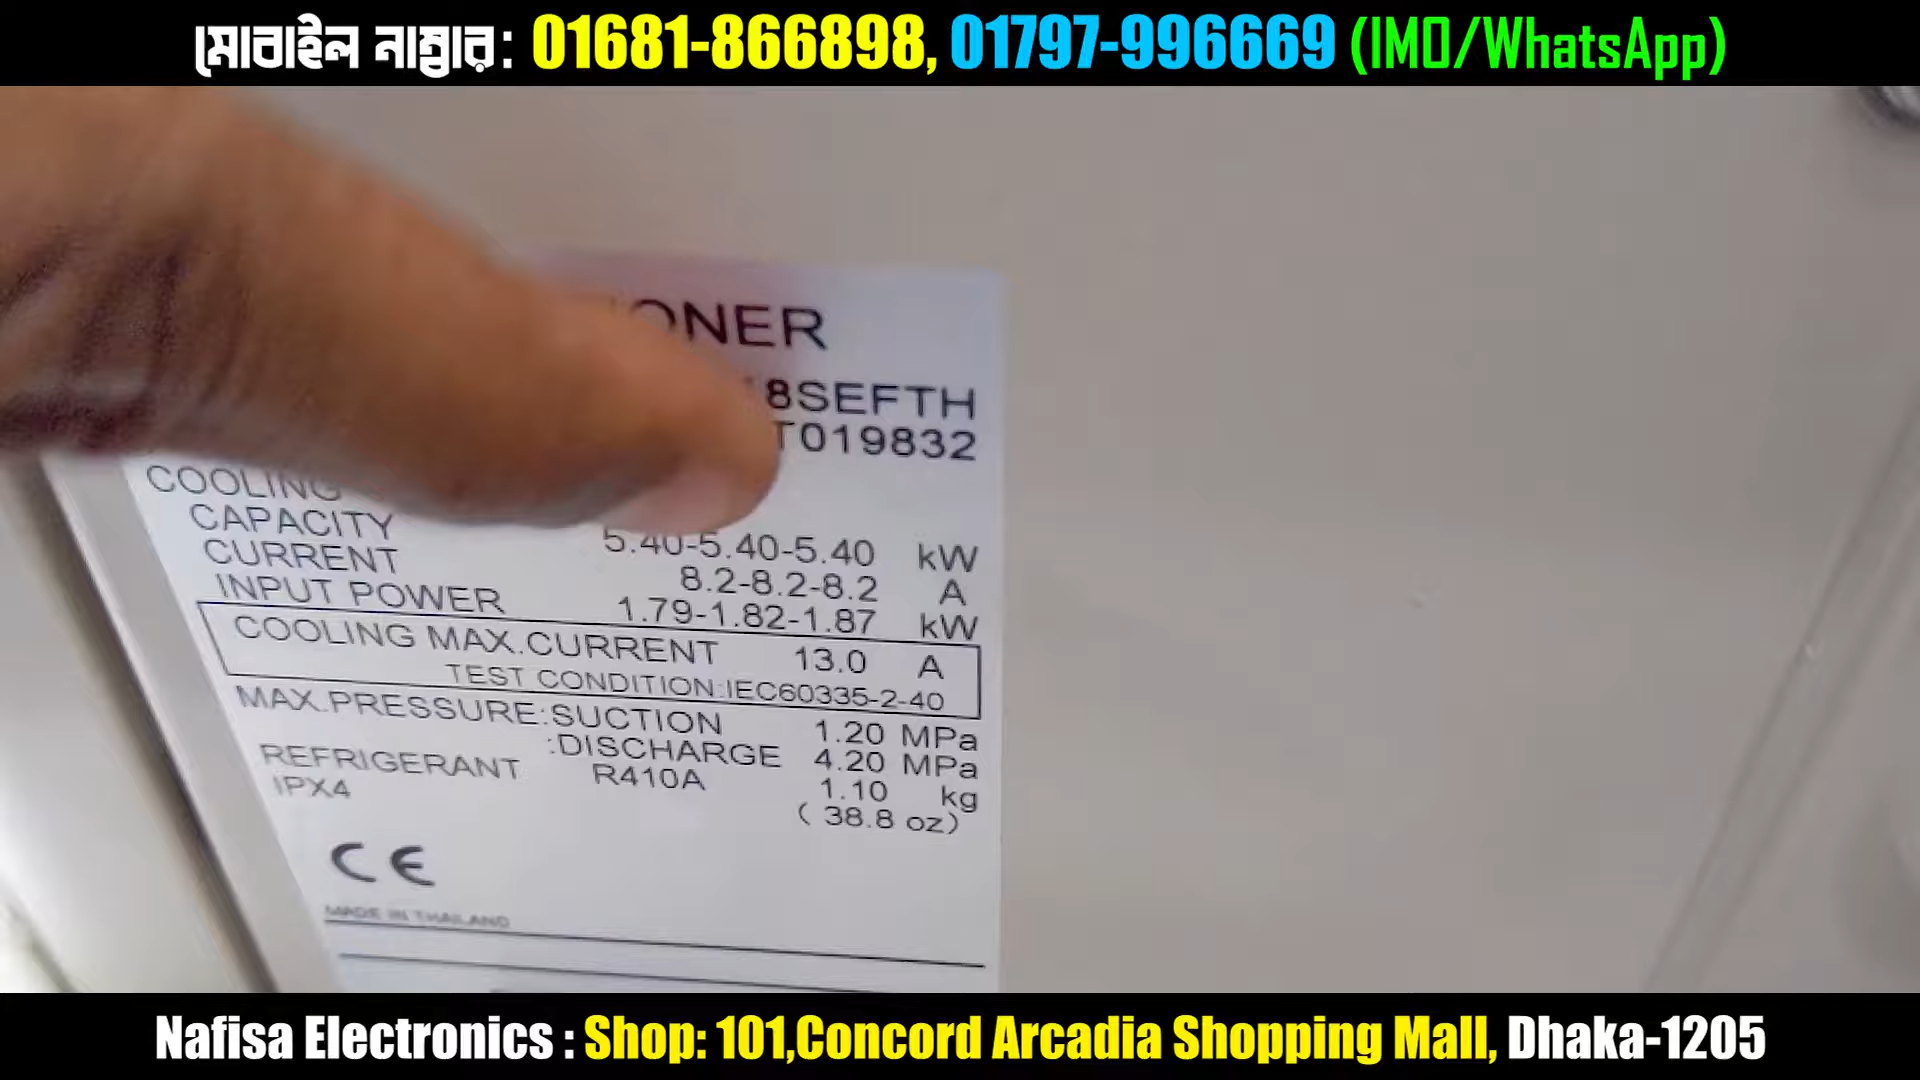 মোবাইল নাম্বার: 01681-866898, 01797-996669 (IMO/WhatsApp)
ONER
8SEFTH
T019832
COOLING
CAPACITY 5.40-5.40-5.40 kW
CURRENT 8.2-8.2-8.2 A
INPUT POWER 1.79-1.82-1.87 kW
COOLING MAX.CURRENT 13.0 A
TEST CONDITION:IEC60335-2-40
MAX.PRESSURE:SUCTION 1.20 MPa
:DISCHARGE 4.20 MPa
REFRIGERANT R410A 1.10 kg
IPX4 ( 38.8 oz)
CE
MADE IN THAILAND
Nafisa Electronics : Shop: 101,Concord Arcadia Shopping Mall, Dhaka-1205